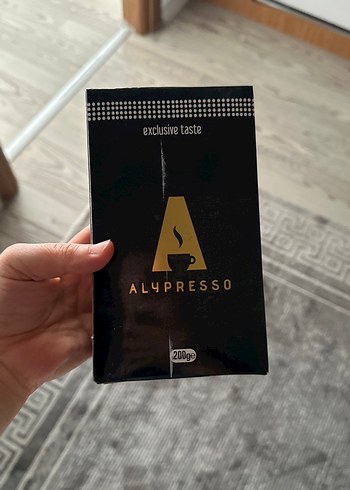 exclusive taste
A
ALYPRESSO
200g℮